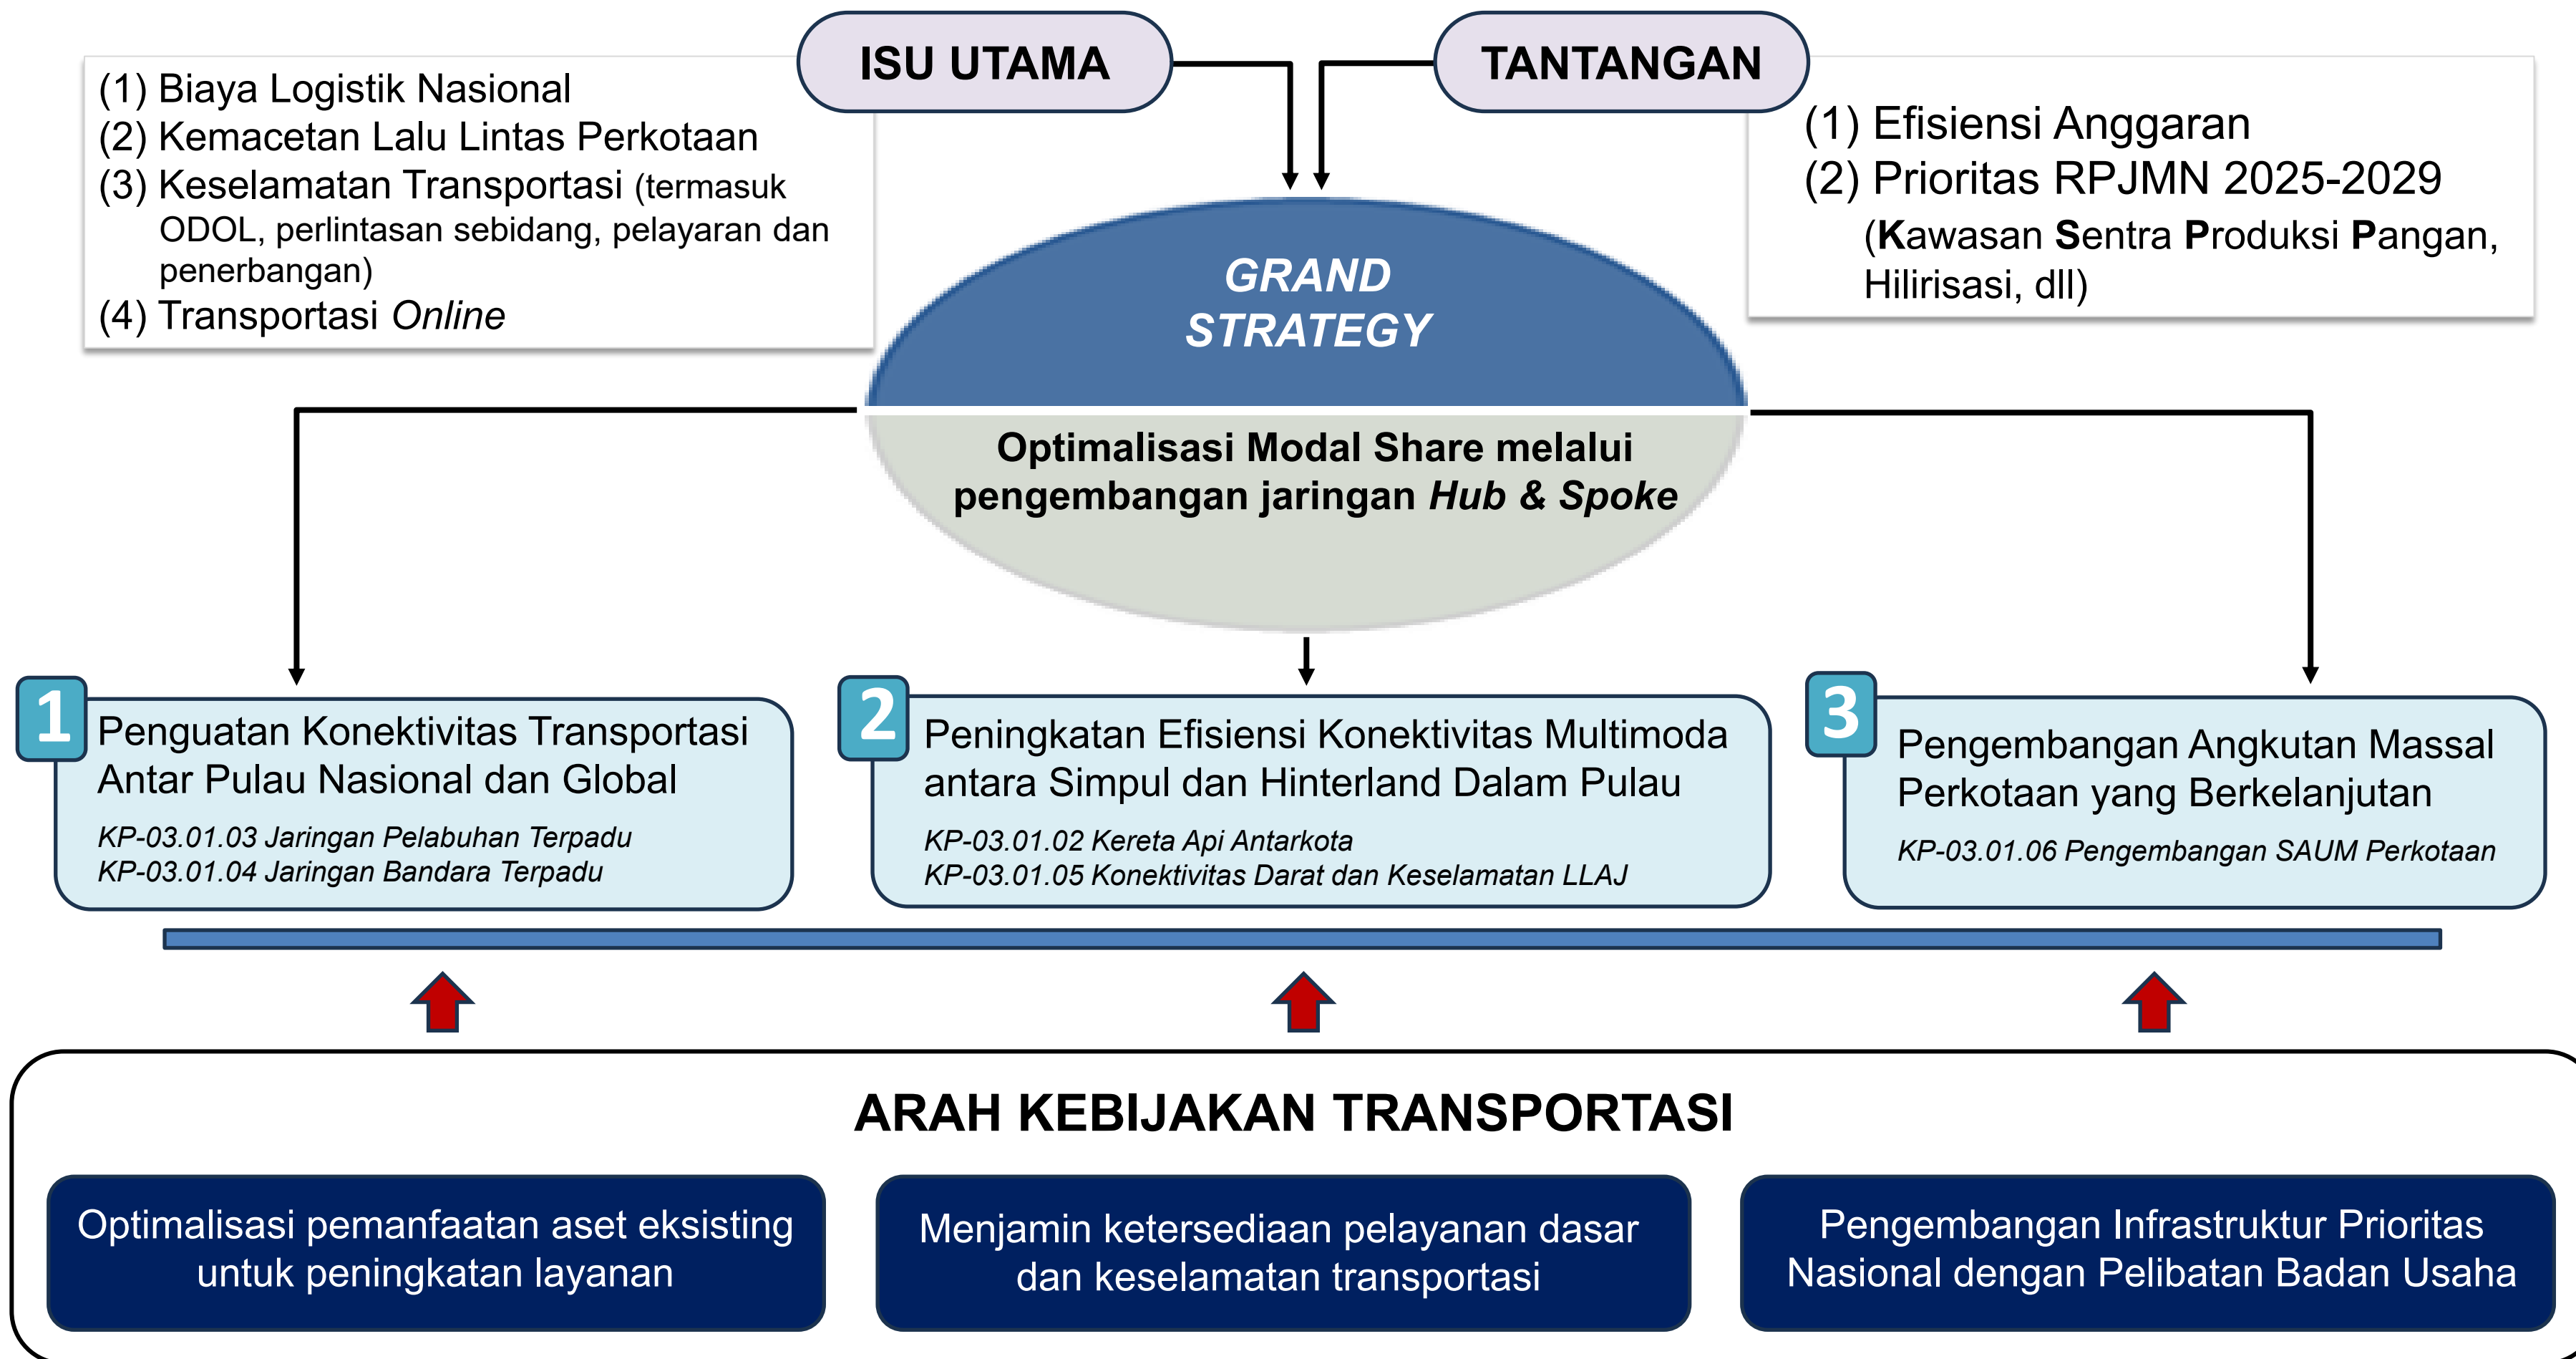 ISU UTAMA
(1) Biaya Logistik Nasional
(2) Kemacetan Lalu Lintas Perkotaan
(3) Keselamatan Transportasi (termasuk
ODOL, perlintasan sebidang, pelayaran dan
penerbangan)
(4) Transportasi Online
TANTANGAN
(1) Efisiensi Anggaran
(2) Prioritas RPJMN 2025-2029
(Kawasan Sentra Produksi Pangan,
Hilirisasi, dll)
GRAND
STRATEGY
Optimalisasi Modal Share melalui
pengembangan jaringan Hub & Spoke
1
Penguatan Konektivitas Transportasi
Antar Pulau Nasional dan Global
KP-03.01.03 Jaringan Pelabuhan Terpadu
KP-03.01.04 Jaringan Bandara Terpadu
2
Peningkatan Efisiensi Konektivitas Multimoda
antara Simpul dan Hinterland Dalam Pulau
KP-03.01.02 Kereta Api Antarkota
KP-03.01.05 Konektivitas Darat dan Keselamatan LLAJ
3
Pengembangan Angkutan Massal
Perkotaan yang Berkelanjutan
KP-03.01.06 Pengembangan SAUM Perkotaan
ARAH KEBIJAKAN TRANSPORTASI
Optimalisasi pemanfaatan aset eksisting
untuk peningkatan layanan
Menjamin ketersediaan pelayanan dasar
dan keselamatan transportasi
Pengembangan Infrastruktur Prioritas
Nasional dengan Pelibatan Badan Usaha